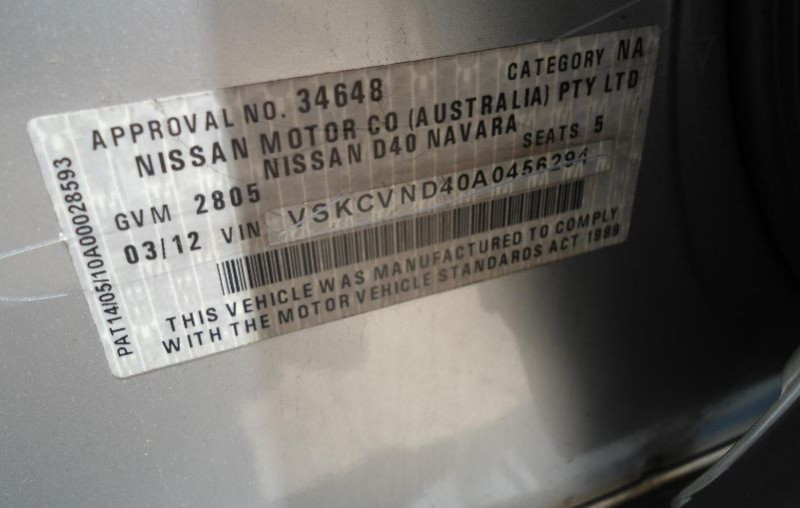 APPROVAL NO. 34648 CATEGORY NA
NISSAN MOTOR CO (AUSTRALIA) PTY LTD
NISSAN D40 NAVARA
GVM 2805 SEATS 5
03/12 VIN VSKCVND40A0456294
THIS VEHICLE WAS MANUFACTURED TO COMPLY
WITH THE MOTOR VEHICLE STANDARDS ACT 1989
PAT14/05/10A00028593